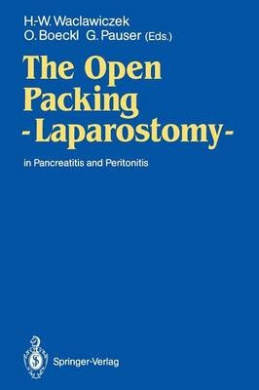 H.-W. Waclawiczek
O. Boeckl G. Pauser (Eds.)
The Open
Packing
-Laparostomy-
in Pancreatitis and Peritonitis
Springer-Verlag